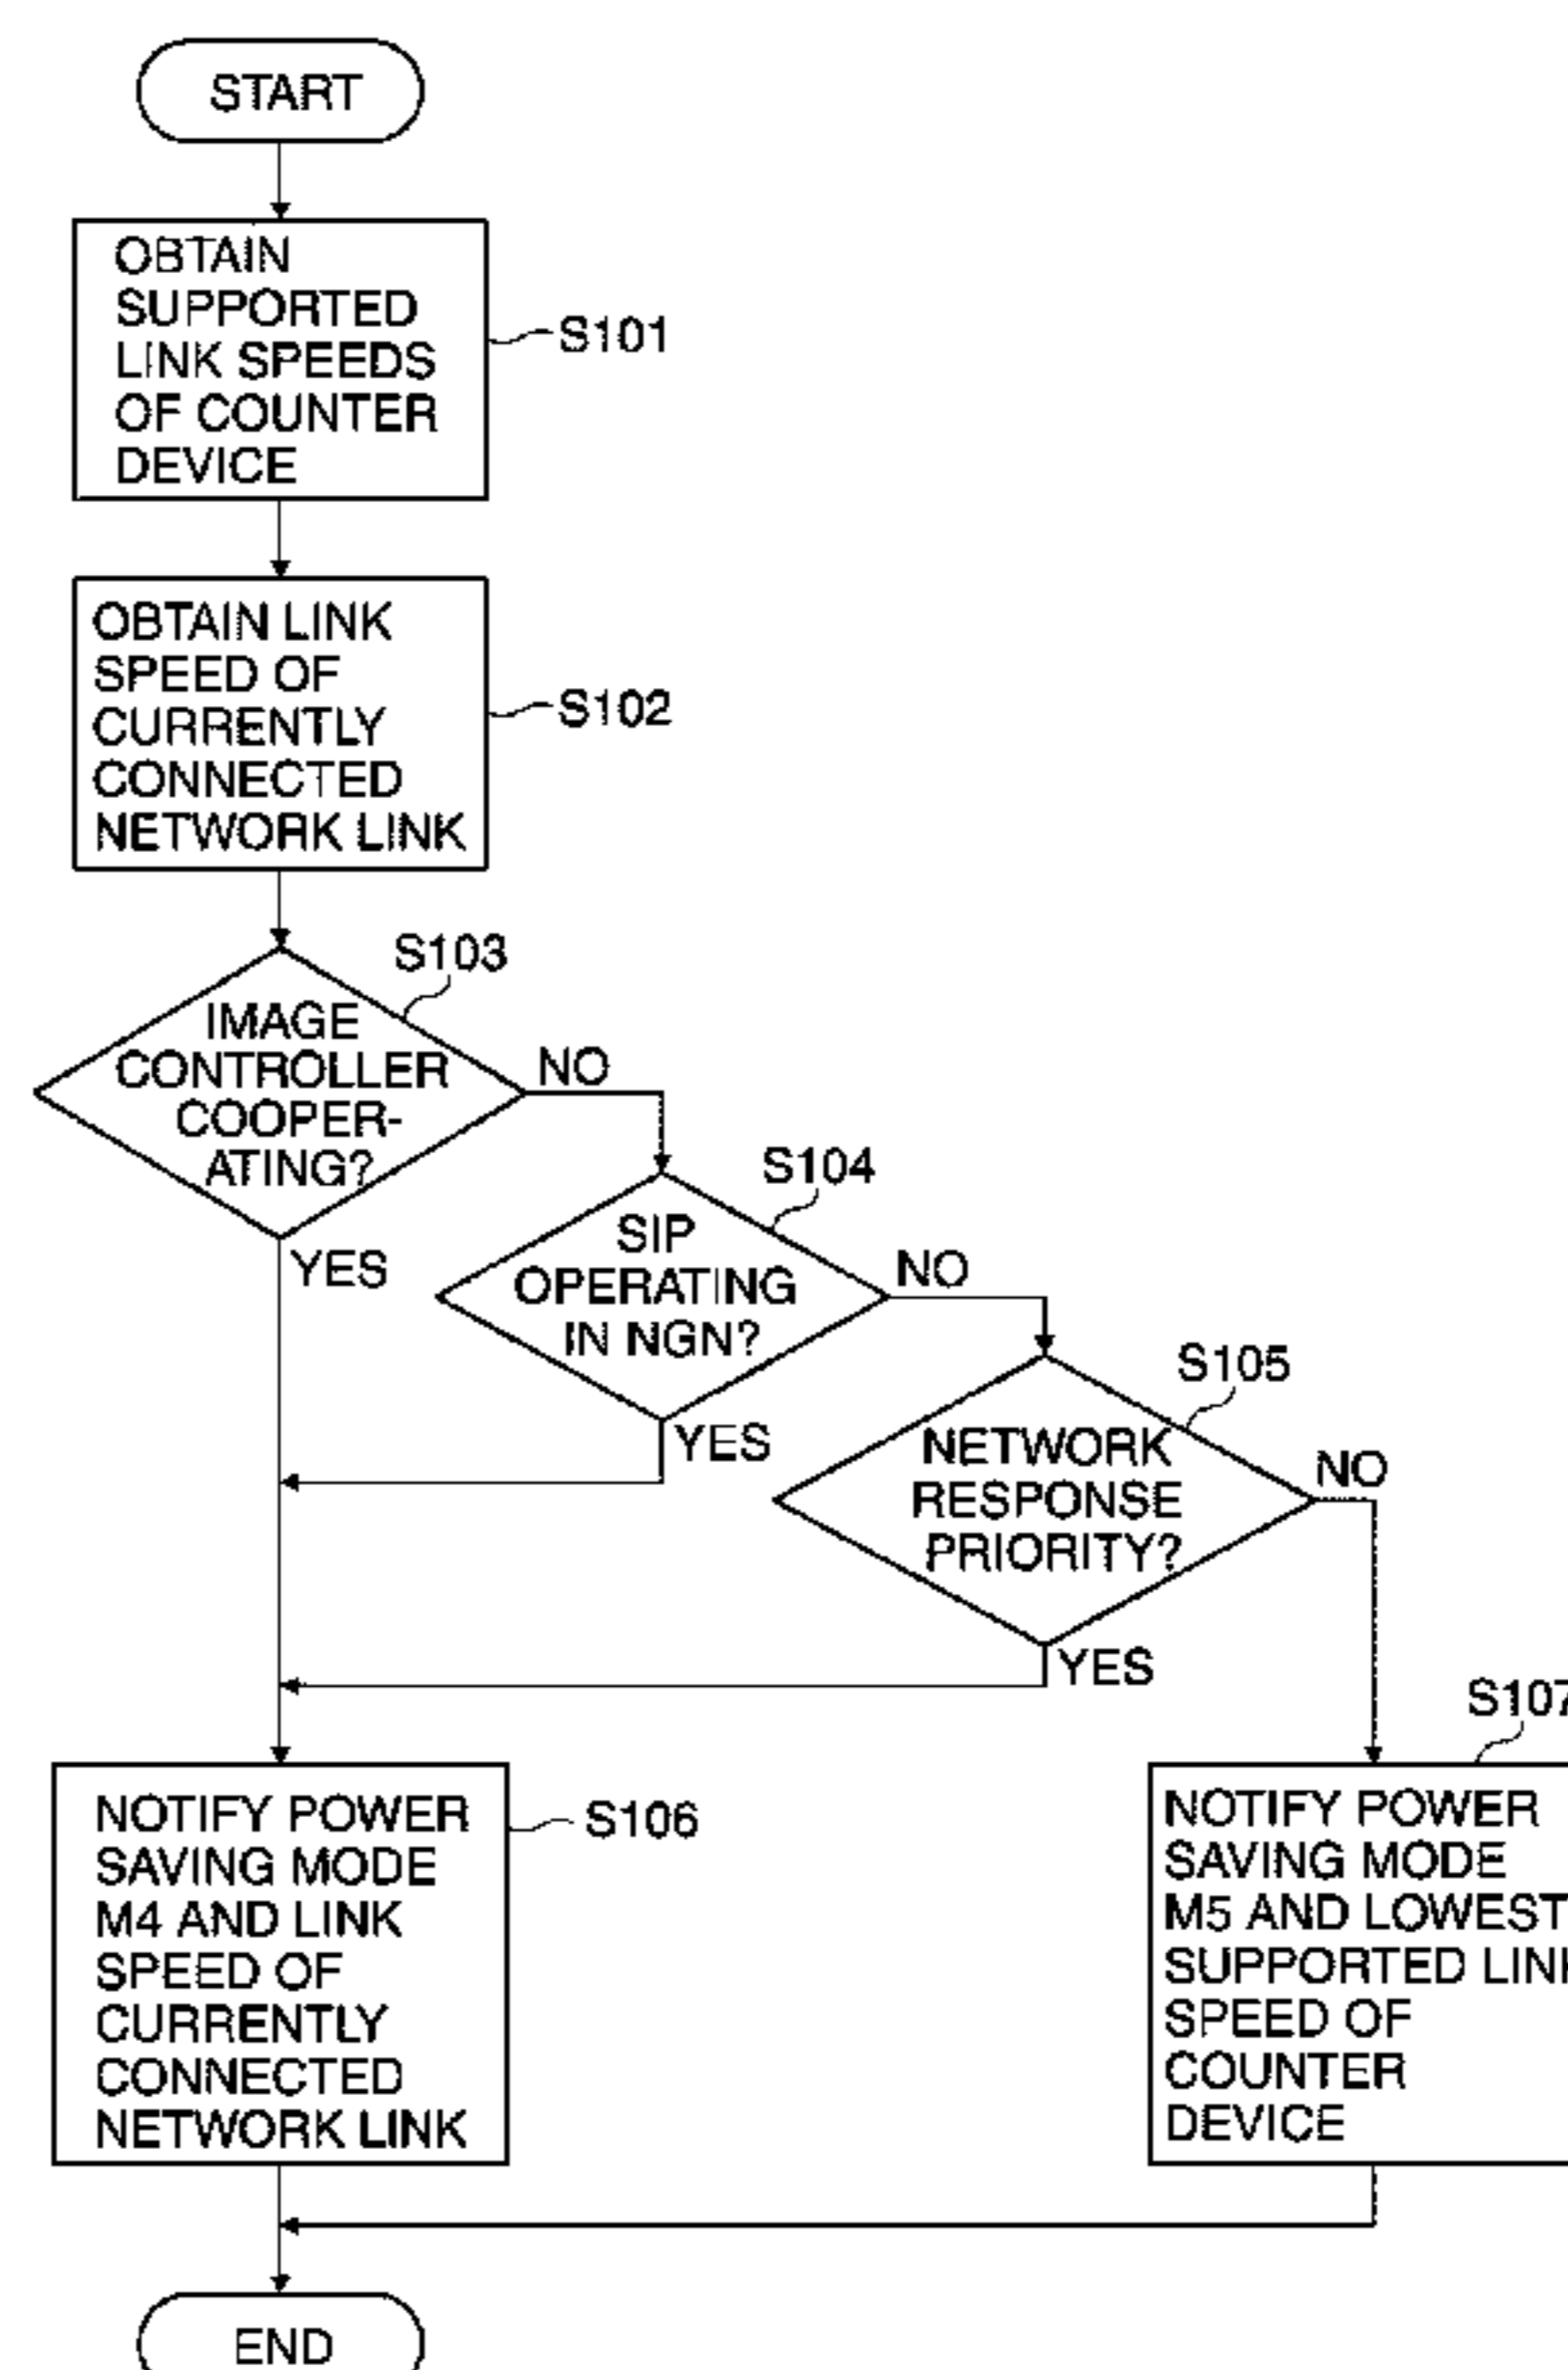 START
OBTAIN
SUPPORTED
LINK SPEEDS
OF COUNTER
DEVICE
S101
OBTAIN LINK
SPEED OF
CURRENTLY
CONNECTED
NETWORK LINK
S102
S103
IMAGE
CONTROLLER
COOPER-
ATING?
NO
YES
S104
SIP
OPERATING
IN NGN?
NO
YES
S105
NETWORK
RESPONSE
PRIORITY?
NO
YES
S106
NOTIFY POWER
SAVING MODE
M4 AND LINK
SPEED OF
CURRENTLY
CONNECTED
NETWORK LINK
S107
NOTIFY POWER
SAVING MODE
M5 AND LOWEST
SUPPORTED LINK
SPEED OF
COUNTER
DEVICE
END